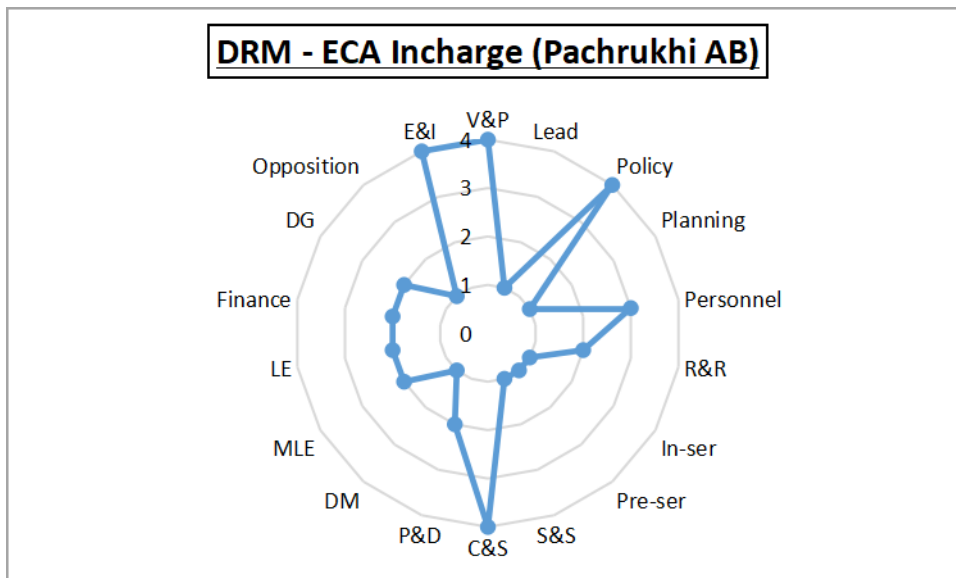 DRM - ECA Incharge (Pachrukhi AB)
V&P
Lead
Policy
Planning
Personnel
R&R
In-ser
Pre-ser
S&S
C&S
P&D
DM
MLE
LE
Finance
DG
Opposition
E&I
4
3
2
1
0